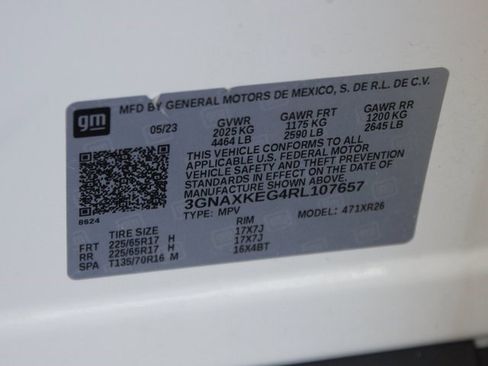 gm
MFD BY GENERAL MOTORS DE MEXICO, S. DE R.L. DE C.V.
05/23 GVWR GAWR FRT GAWR RR
2025 KG 1175 KG 1200 KG
4464 LB 2590 LB 2645 LB
THIS VEHICLE CONFORMS TO ALL
APPLICABLE U.S. FEDERAL MOTOR
VEHICLE SAFETY AND THEFT PREVENTION
STANDARDS IN EFFECT ON THE DATE OF
MANUFACTURE SHOWN ABOVE.
3GNAXKEG4RL107657
8624
TYPE: MPV MODEL: 471XR26
TIRE SIZE RIM
FRT 225/65R17 H 17X7J
RR 225/65R17 H 17X7J
SPA T135/70R16 M 16X4BT